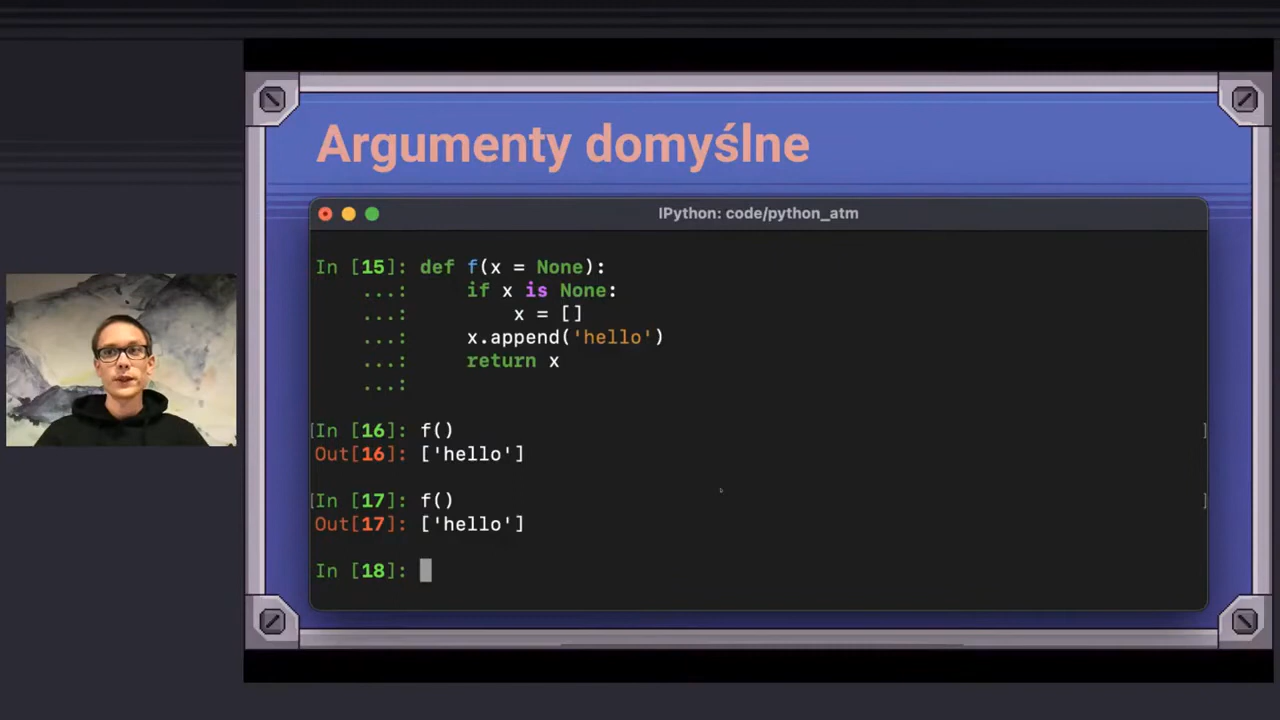 Argumenty domyślne
IPython: code/python_atm
In [15]: def f(x = None):
    ...:     if x is None:
    ...:         x = []
    ...:     x.append('hello')
    ...:     return x
    ...:
[In [16]: f()                                                                 ]
Out[16]: ['hello']
[In [17]: f()                                                                 ]
Out[17]: ['hello']
In [18]: